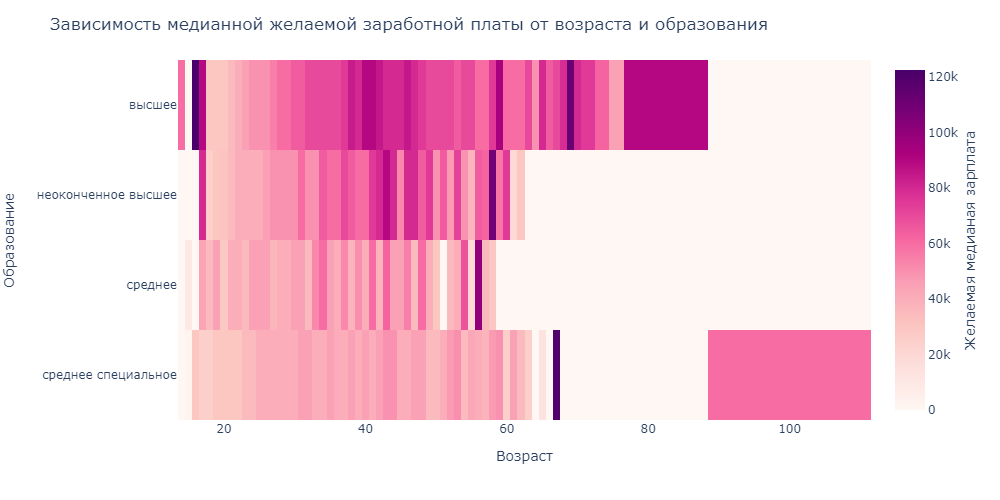 Зависимость медианной желаемой заработной платы от возраста и образования
высшее
неоконченное высшее
среднее
среднее специальное
Образование
20
40
60
80
100
Возраст
120k
100k
80k
60k
40k
20k
0
Желаемая медианая зарплата